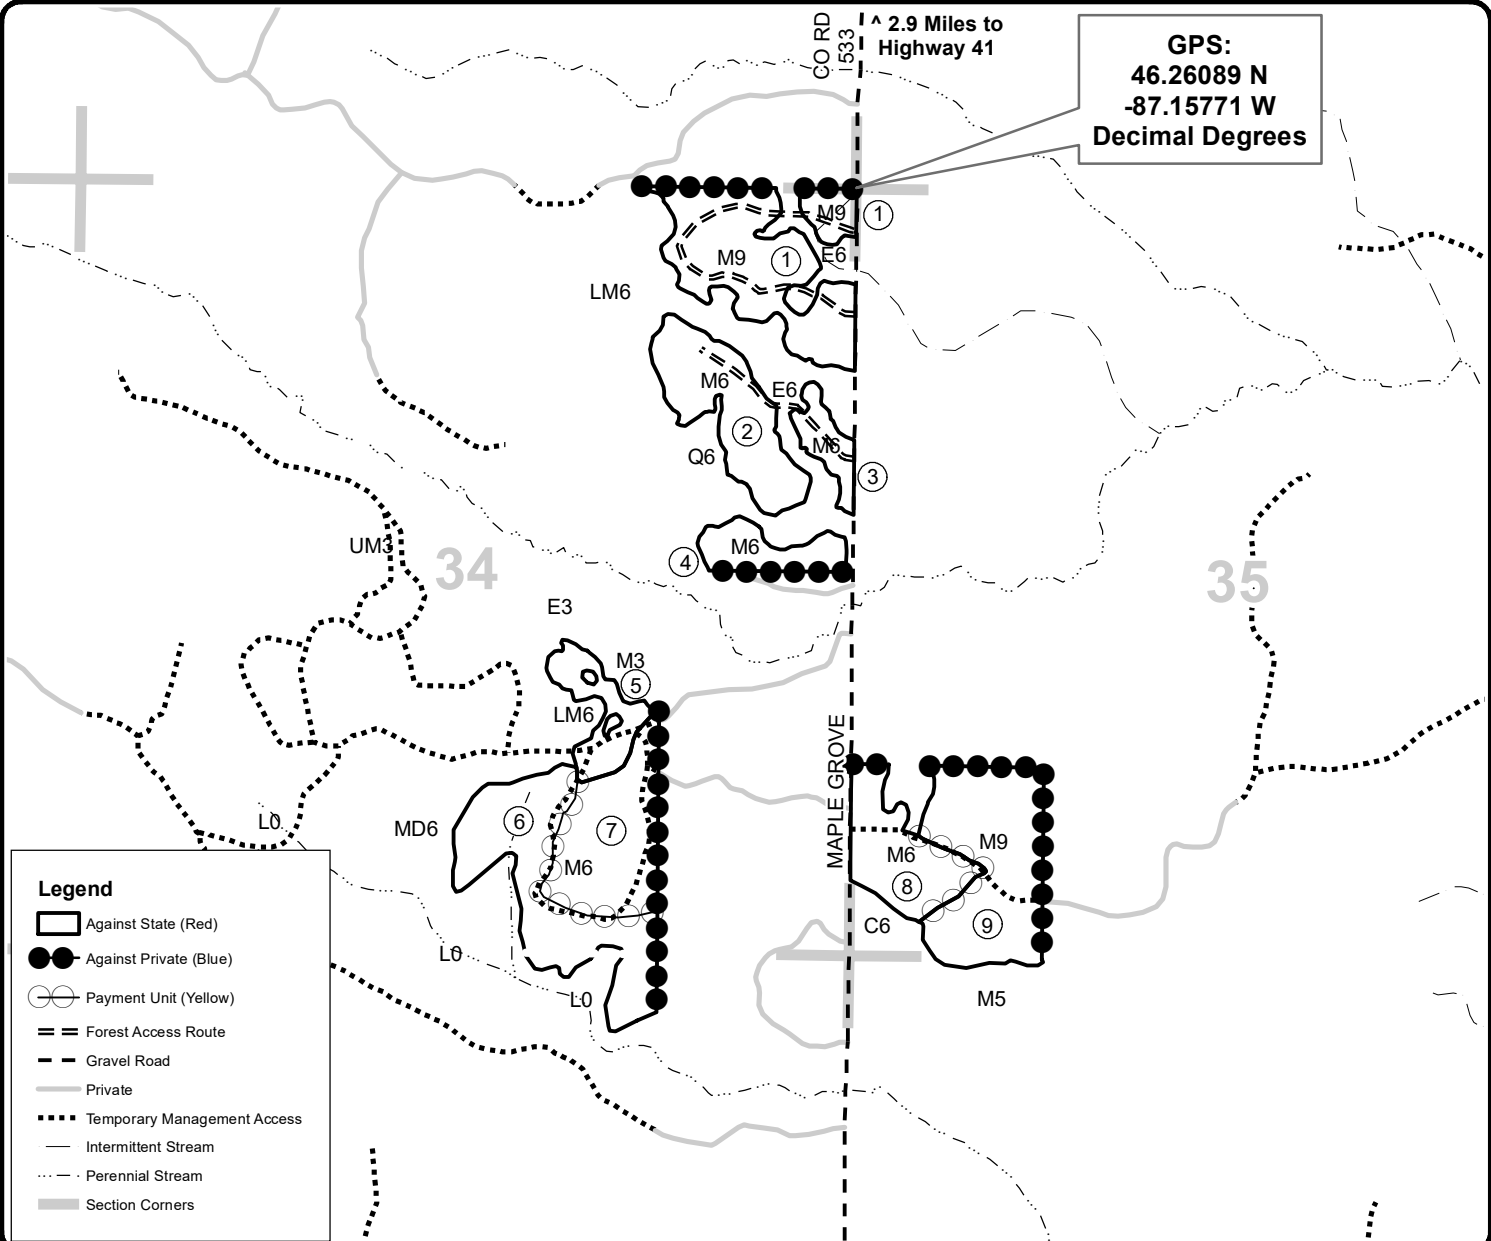 CO RD
533
^ 2.9 Miles to
Highway 41
GPS:
46.26089 N
-87.15771 W
Decimal Degrees
M9
1
M9
1
E6
LM6
M6
E6
2
M6
Q6
3
M6
4
UM3
34
35
E3
M3
5
LM6
MAPLE GROVE
L0
MD6
6
7
M6
M6
M9
8
C6
9
L0
L0
M5
Legend
Against State (Red)
Against Private (Blue)
Payment Unit (Yellow)
Forest Access Route
Gravel Road
Private
Temporary Management Access
Intermittent Stream
Perennial Stream
Section Corners